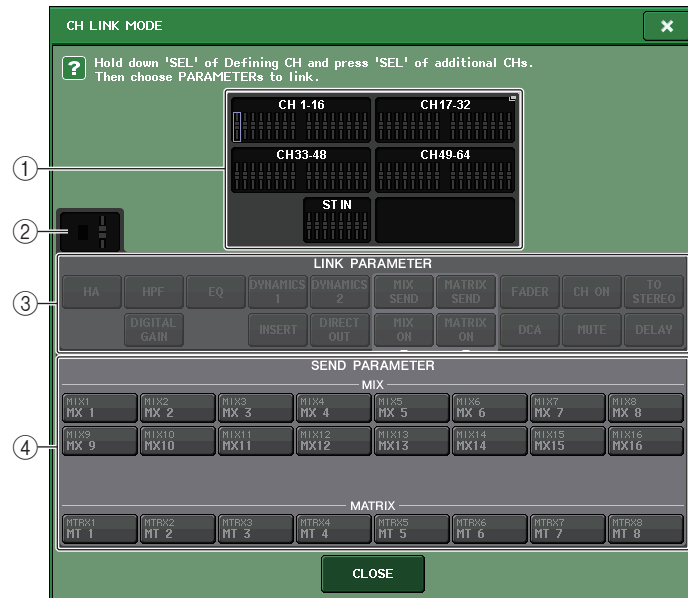 CH LINK MODE
×
? Hold down 'SEL' of Defining CH and press 'SEL' of additional CHs.
Then choose PARAMETERs to link.
CH 1-16 CH17-32
① CH33-48 CH49-64
ST IN
②
LINK PARAMETER
③ HA HPF EQ DYNAMICS 1 DYNAMICS 2 MIX SEND MATRIX SEND FADER CH ON TO STEREO
DIGITAL GAIN INSERT DIRECT OUT MIX ON MATRIX ON DCA MUTE DELAY
SEND PARAMETER
MIX
MIX1 MIX2 MIX3 MIX4 MIX5 MIX6 MIX7 MIX8
MX 1 MX 2 MX 3 MX 4 MX 5 MX 6 MX 7 MX 8
④ MIX9 MIX10 MIX11 MIX12 MIX13 MIX14 MIX15 MIX16
MX 9 MX10 MX11 MX12 MX13 MX14 MX15 MX16
MATRIX
MTRX1 MTRX2 MTRX3 MTRX4 MTRX5 MTRX6 MTRX7 MTRX8
MT 1 MT 2 MT 3 MT 4 MT 5 MT 6 MT 7 MT 8
CLOSE